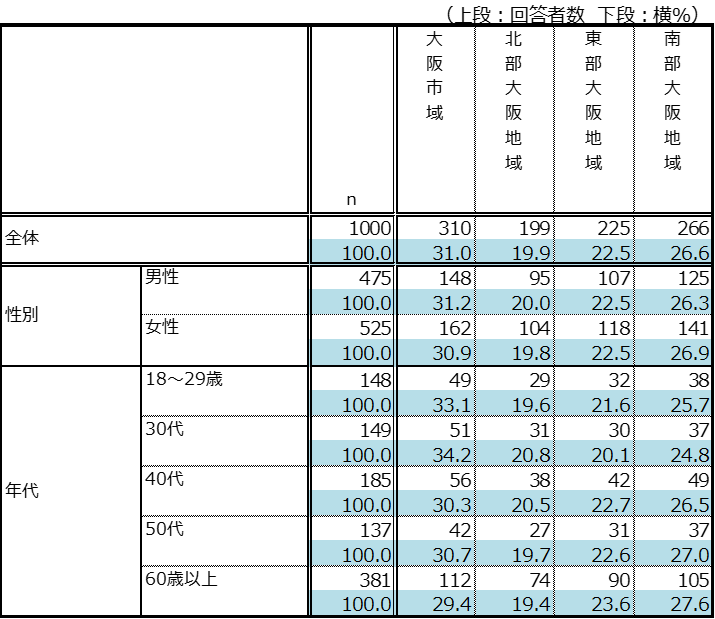 （上段：回答者数 下段：横％）
n 大阪市域 北部大阪地域 東部大阪地域 南部大阪地域
全体 1000 310 199 225 266
100.0 31.0 19.9 22.5 26.6
性別 男性 475 148 95 107 125
100.0 31.2 20.0 22.5 26.3
女性 525 162 104 118 141
100.0 30.9 19.8 22.5 26.9
年代 18～29歳 148 49 29 32 38
100.0 33.1 19.6 21.6 25.7
30代 149 51 31 30 37
100.0 34.2 20.8 20.1 24.8
40代 185 56 38 42 49
100.0 30.3 20.5 22.7 26.5
50代 137 42 27 31 37
100.0 30.7 19.7 22.6 27.0
60歳以上 381 112 74 90 105
100.0 29.4 19.4 23.6 27.6